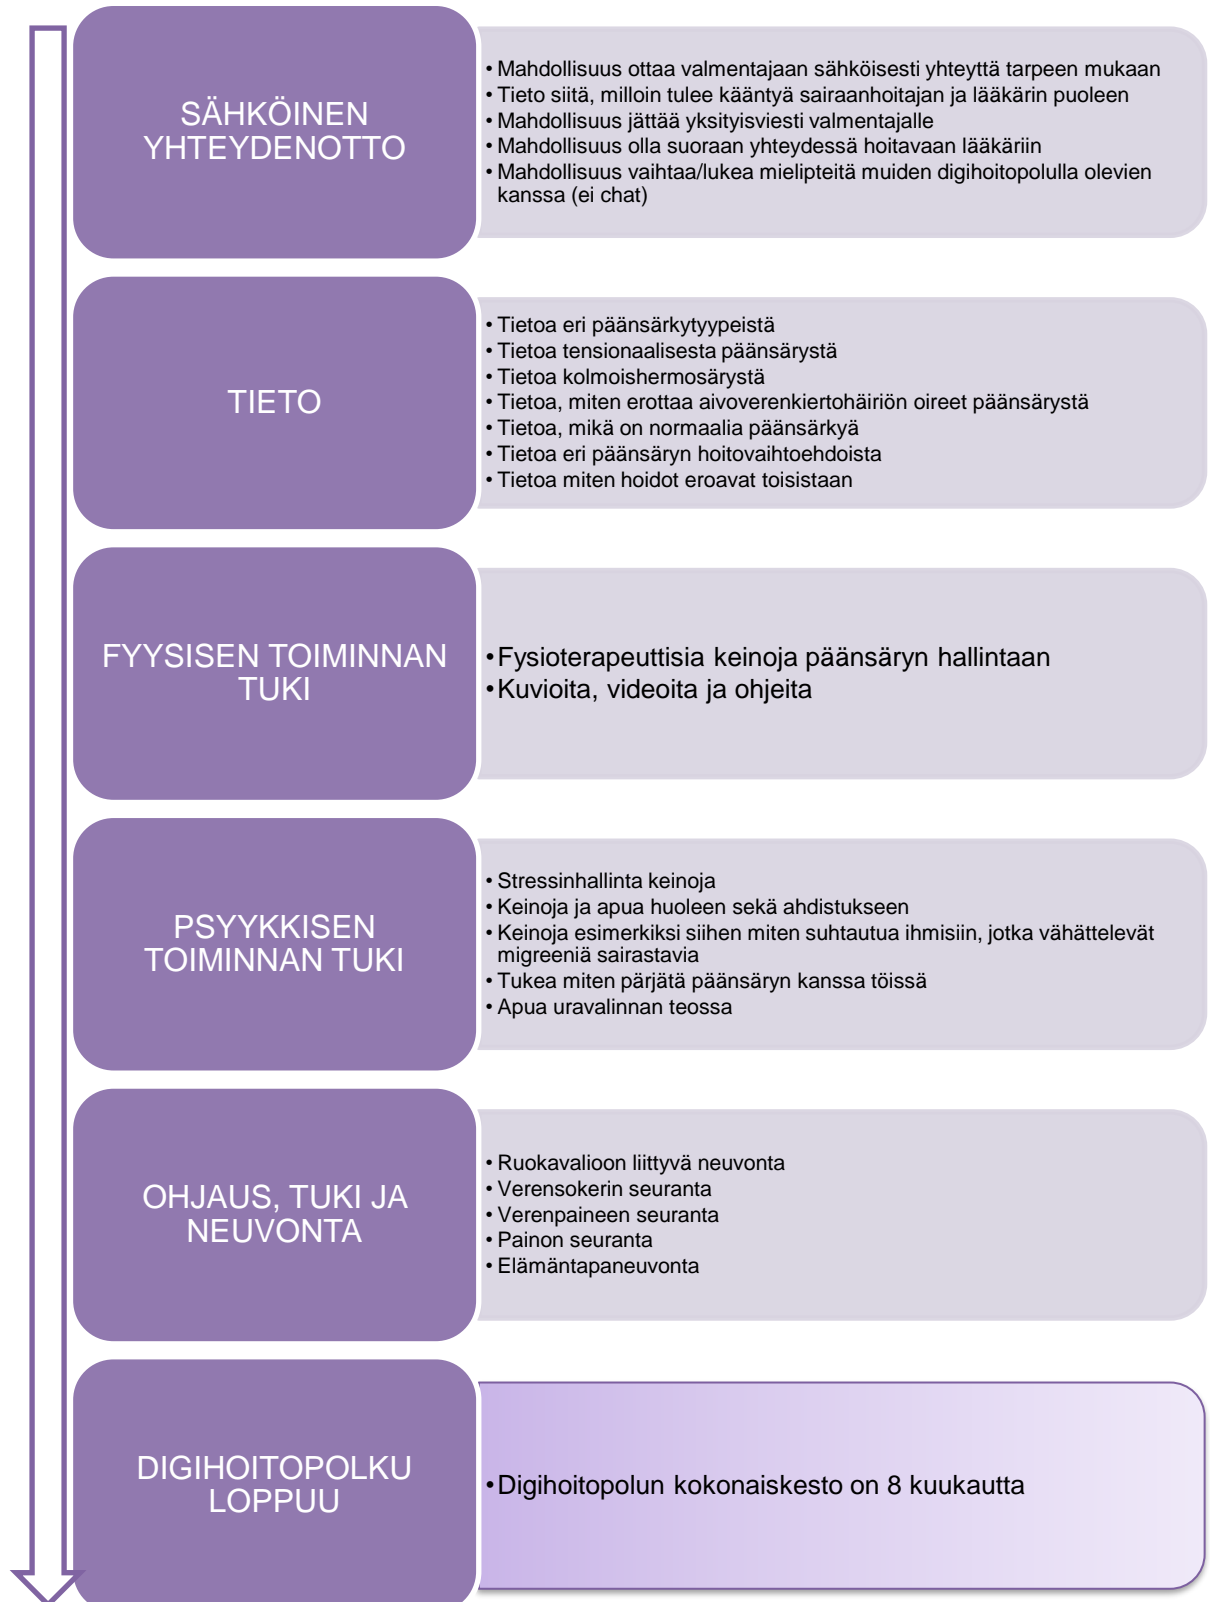 SÄHKÖINEN
YHTEYDENOTTO
• Mahdollisuus ottaa valmentajaan sähköisesti yhteyttä tarpeen mukaan
• Tieto siitä, milloin tulee kääntyä sairaanhoitajan ja lääkärin puoleen
• Mahdollisuus jättää yksityisviesti valmentajalle
• Mahdollisuus olla suoraan yhteydessä hoitavaan lääkäriin
• Mahdollisuus vaihtaa/lukea mielipteitä muiden digihoitopolulla olevien
kanssa (ei chat)
TIETO
• Tietoa eri päänsärkytyypeistä
• Tietoa tensionaalisesta päänsärystä
• Tietoa kolmoishermosärystä
• Tietoa, miten erottaa aivoverenkiertohäiriön oireet päänsärystä
• Tietoa, mikä on normaalia päänsärkyä
• Tietoa eri päänsäryn hoitovaihtoehdoista
• Tietoa miten hoidot eroavat toisistaan
FYYSISEN TOIMINNAN
TUKI
• Fysioterapeuttisia keinoja päänsäryn hallintaan
• Kuvioita, videoita ja ohjeita
PSYYKKISEN
TOIMINNAN TUKI
• Stressinhallinta keinoja
• Keinoja ja apua huoleen sekä ahdistukseen
• Keinoja esimerkiksi siihen miten suhtautua ihmisiin, jotka vähättelevät
migreeniä sairastavia
• Tukea miten pärjätä päänsäryn kanssa töissä
• Apua uravalinnan teossa
OHJAUS, TUKI JA
NEUVONTA
• Ruokavalioon liittyvä neuvonta
• Verensokerin seuranta
• Verenpaineen seuranta
• Painon seuranta
• Elämäntapaneuvonta
DIGIHOITOPOLKU
LOPPUU
• Digihoitopolun kokonaiskesto on 8 kuukautta